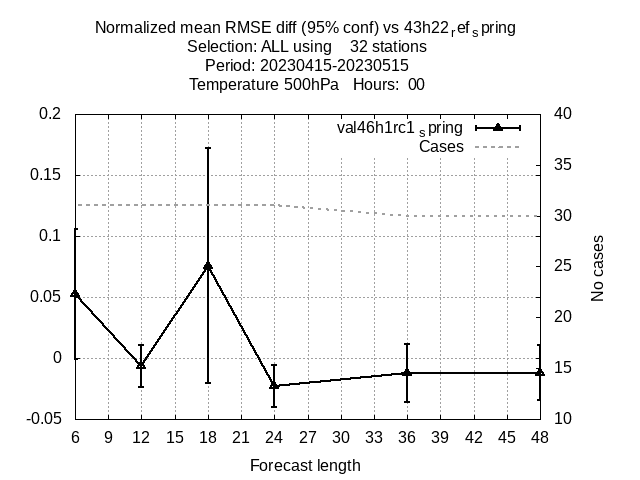 Normalized mean RMSE diff (95% conf) vs 43h22refspring
Selection: ALL using 32 stations
Period: 20230415-20230515
Temperature 500hPa Hours: 00
val46h1rc1spring
Cases
0.2
0.15
0.1
0.05
0
-0.05
40
35
30
25
20
15
10
No cases
6 9 12 15 18 21 24 27 30 33 36 39 42 45 48
Forecast length